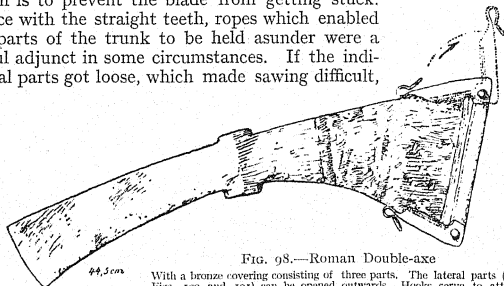 is to prevent the blade from getting stuck.
ce with the straight teeth, ropes which enabled
parts of the trunk to be held asunder were a
ul adjunct in some circumstances. If the indi-
al parts got loose, which made sawing difficult,
44,5cm
FIG. 98.—Roman Double-axe
With a bronze covering consisting of three parts. The lateral parts (
can be opened outwards. Hooks serve to